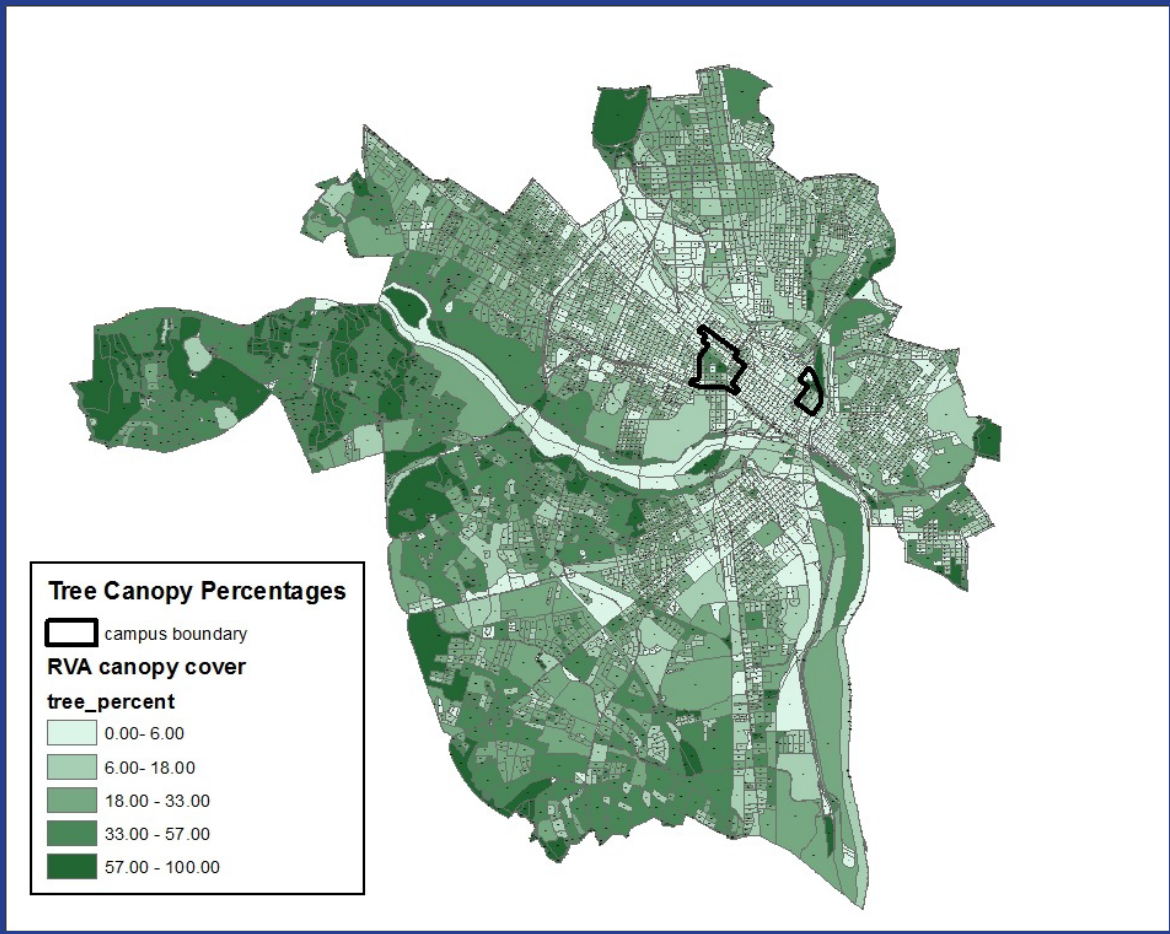 Tree Canopy Percentages
campus boundary
RVA canopy cover
tree_percent
0.00- 6.00
6.00- 18.00
18.00 - 33.00
33.00 - 57.00
57.00 - 100.00